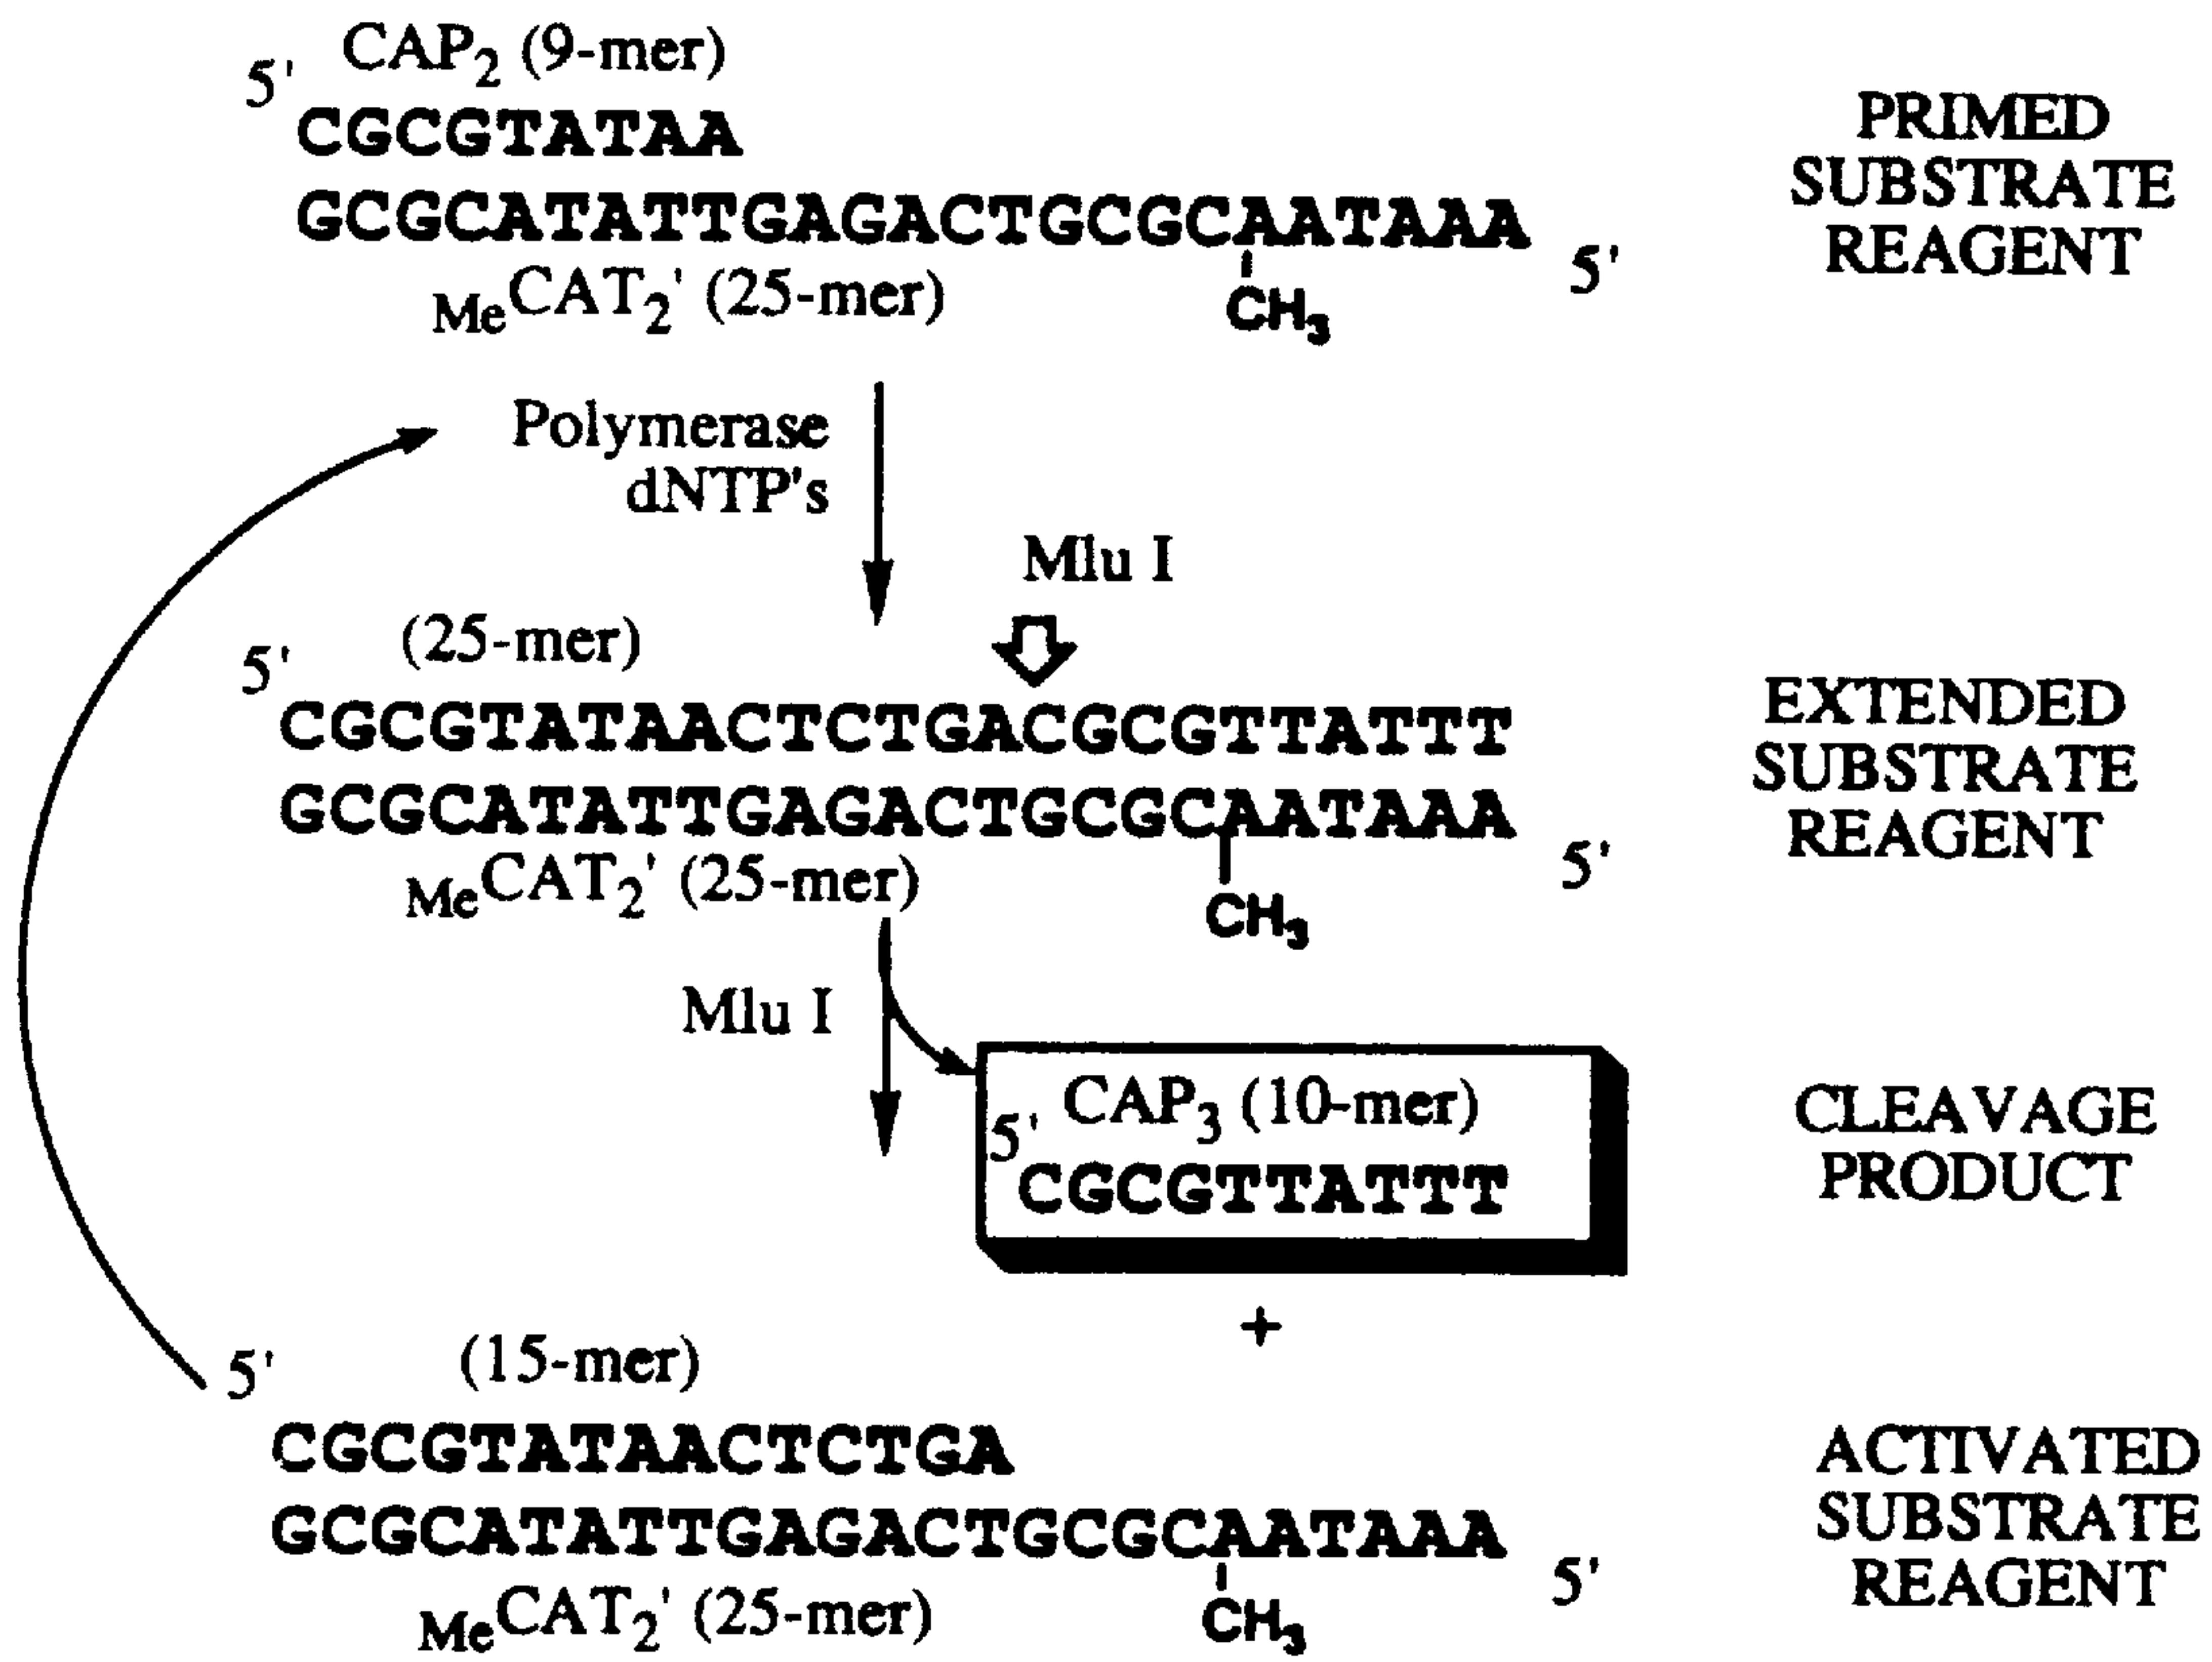 CAP2 (9-mer)
5'
CGCGTATAA
GCGCATATTGAGACTGCGCAATAAA
5'
MeCAT2' (25-mer)
CH3
PRIMED
SUBSTRATE
REAGENT
Polymerase
dNTP's
Mlu I
(25-mer)
5'
CGCGTATAACTCTGACGCGTTATTT
GCGCATATTGAGACTGCGCAATAAA
5'
MeCAT2' (25-mer)
CH3
EXTENDED
SUBSTRATE
REAGENT
Mlu I
CAP3 (10-mer)
5'
CGCGTTATTT
CLEAVAGE
PRODUCT
+
(15-mer)
5'
CGCGTATAACTCTGA
GCGCATATTGAGACTGCGCAATAAA
5'
MeCAT2' (25-mer)
CH3
ACTIVATED
SUBSTRATE
REAGENT